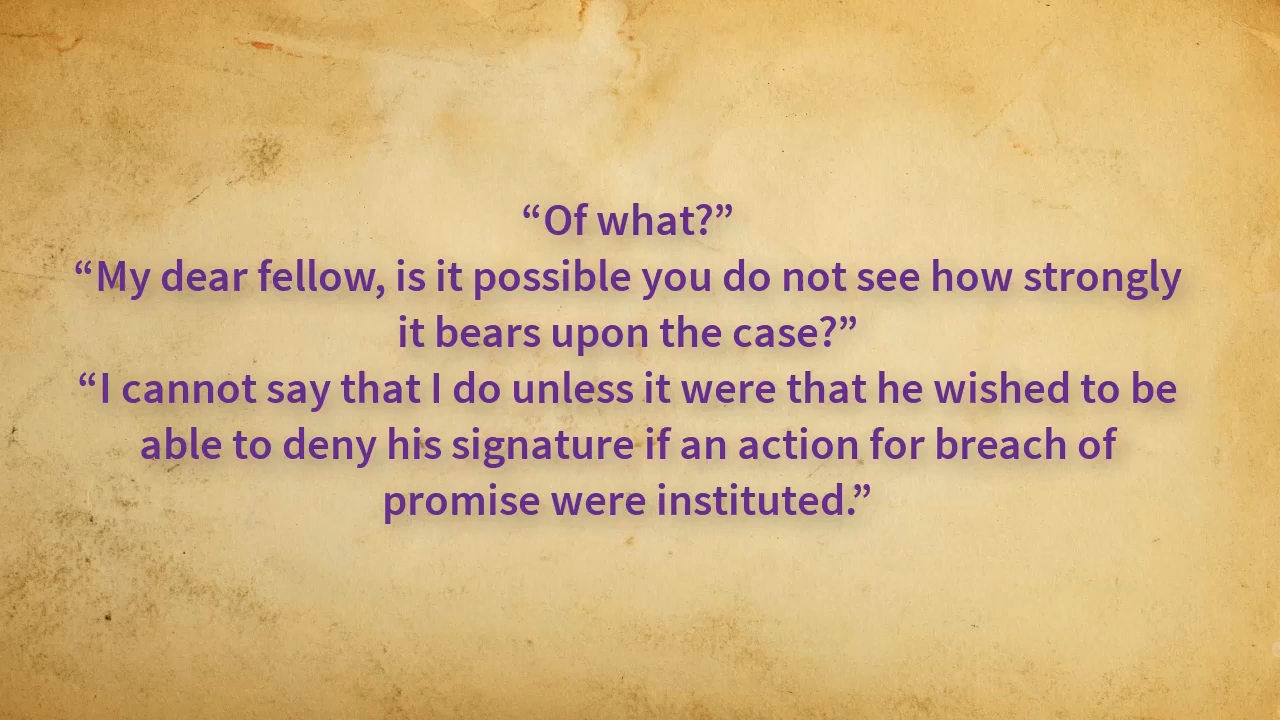 “Of what?”
“My dear fellow, is it possible you do not see how strongly
it bears upon the case?”
“I cannot say that I do unless it were that he wished to be
able to deny his signature if an action for breach of
promise were instituted.”